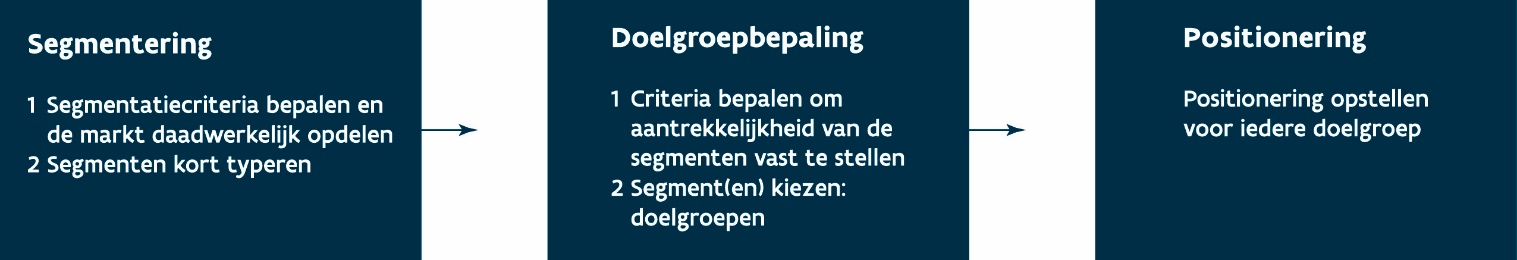 Segmentering
1 Segmentatiecriteria bepalen en
de markt daadwerkelijk opdelen
2 Segmenten kort typeren
Doelgroepbepaling
1 Criteria bepalen om
aantrekkelijkheid van de
segmenten vast te stellen
2 Segment(en) kiezen:
doelgroepen
Positionering
Positionering opstellen
voor iedere doelgroep